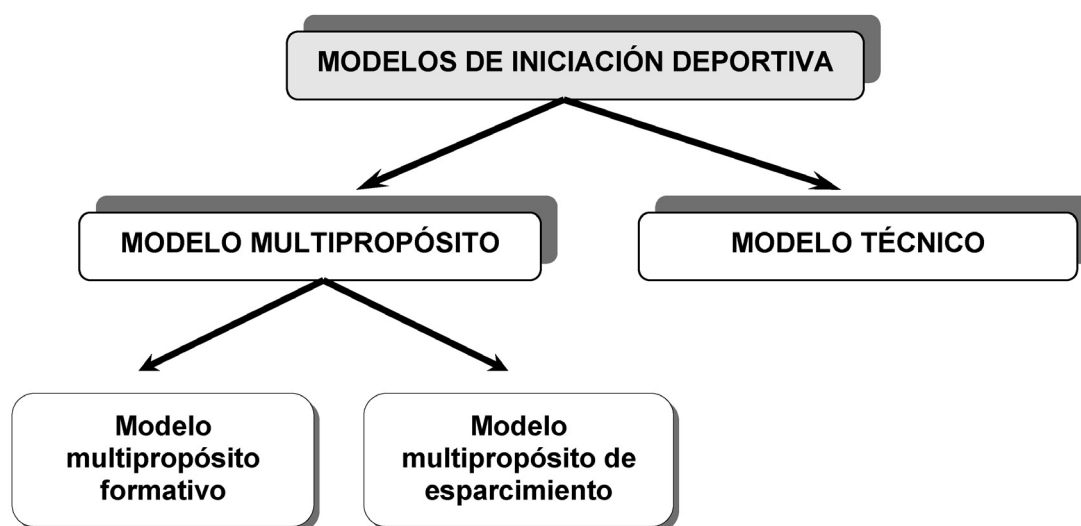 MODELOS DE INICIACIÓN DEPORTIVA
MODELO MULTIPROPÓSITO
MODELO TÉCNICO
Modelo
multipropósito
formativo
Modelo
multipropósito de
esparcimiento